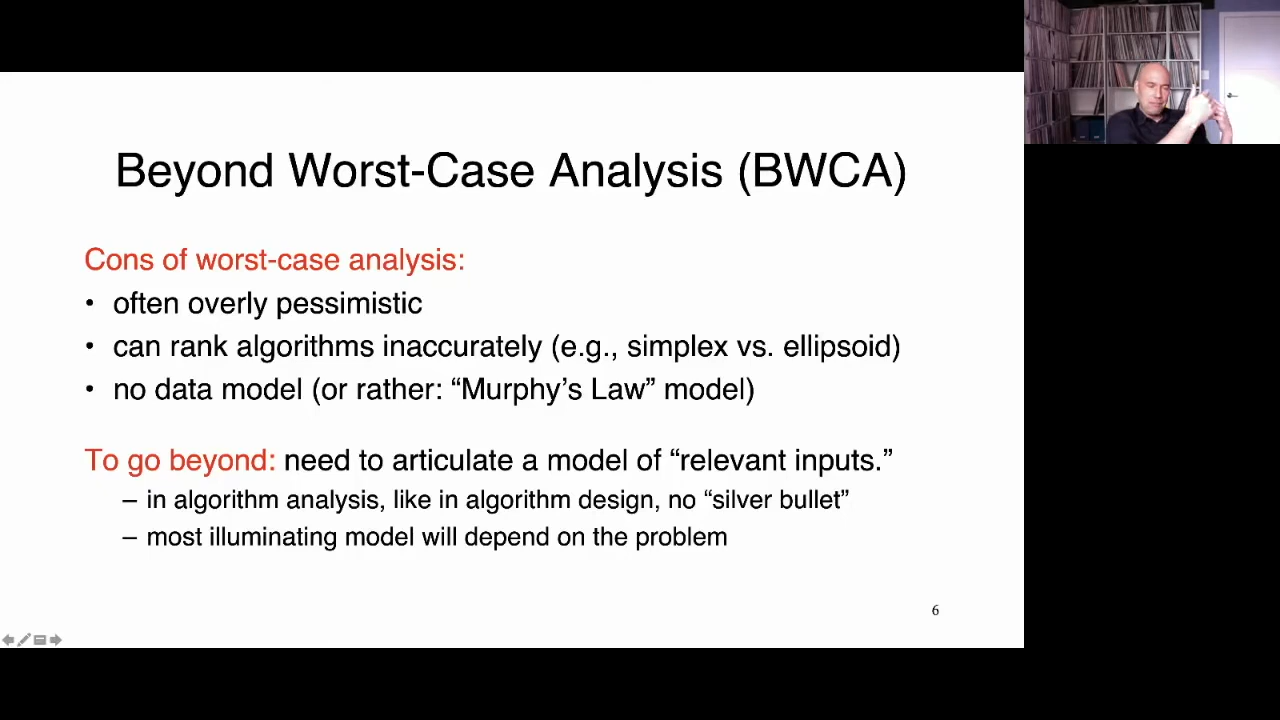 Beyond Worst-Case Analysis (BWCA)
Cons of worst-case analysis:
• often overly pessimistic
• can rank algorithms inaccurately (e.g., simplex vs. ellipsoid)
• no data model (or rather: “Murphy’s Law” model)
To go beyond: need to articulate a model of “relevant inputs.”
– in algorithm analysis, like in algorithm design, no “silver bullet”
– most illuminating model will depend on the problem
6